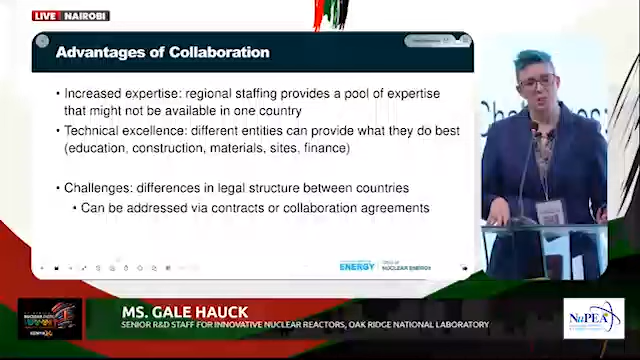 LIVE NAIROBI
Advantages of Collaboration
• Increased expertise: regional staffing provides a pool of expertise
that might not be available in one country
• Technical excellence: different entities can provide what they do best
(education, construction, materials, sites, finance)
• Challenges: differences in legal structure between countries
• Can be addressed via contracts or collaboration agreements
ENERGY
NUCLEAR ENERGY
MS. GALE HAUCK
SENIOR R&D STAFF FOR INNOVATIVE NUCLEAR REACTORS, OAK RIDGE NATIONAL LABORATORY
NuPEA